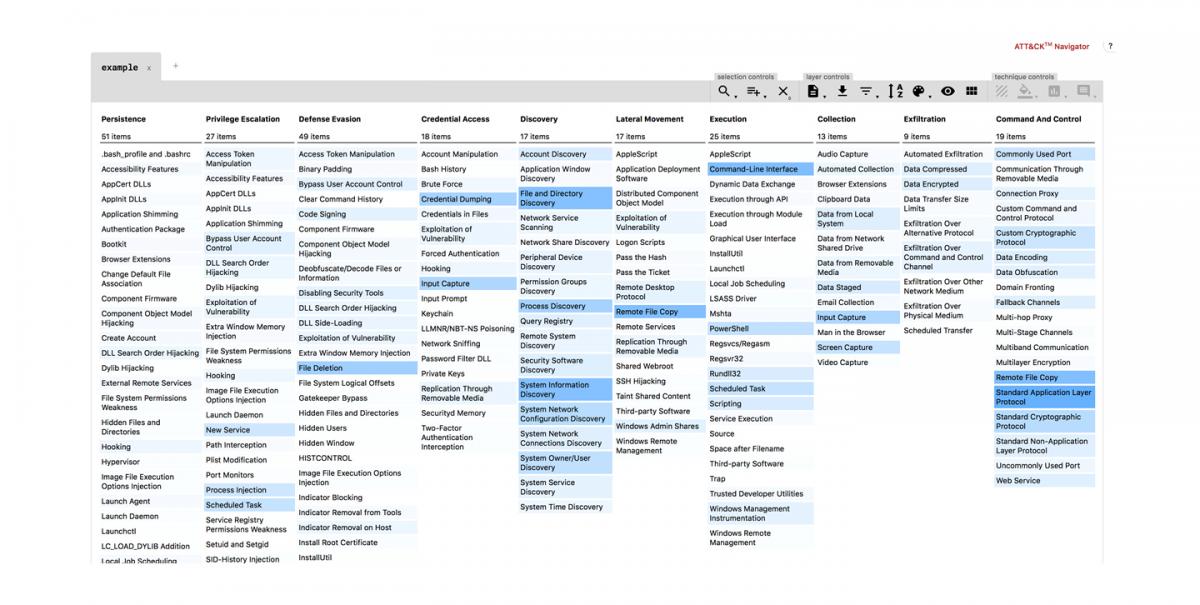 ATT&CK™ Navigator ?
example x +
selection controls
layer controls
technique controls
Persistence
51 items
.bash_profile and .bashrc
Accessibility Features
AppCert DLLs
AppInit DLLs
Application Shimming
Authentication Package
Bootkit
Browser Extensions
Change Default File
Association
Component Firmware
Component Object Model
Hijacking
Create Account
DLL Search Order Hijacking
Dylib Hijacking
External Remote Services
File System Permissions
Weakness
Hidden Files and
Directories
Hooking
Hypervisor
Image File Execution
Options Injection
Launch Agent
Launch Daemon
Launchctl
LC_LOAD_DYLIB Addition
Local Job Scheduling
Privilege Escalation
27 items
Access Token
Manipulation
Accessibility Features
AppCert DLLs
AppInit DLLs
Application Shimming
Bypass User Account
Control
DLL Search Order
Hijacking
Dylib Hijacking
Exploitation of
Vulnerability
Extra Window Memory
Injection
File System Permissions
Weakness
Hooking
Image File Execution
Options Injection
Launch Daemon
New Service
Path Interception
Plist Modification
Port Monitors
Process Injection
Scheduled Task
Service Registry
Permissions Weakness
Setuid and Setgid
SID-History Injection
Defense Evasion
49 items
Access Token Manipulation
Binary Padding
Bypass User Account Control
Clear Command History
Code Signing
Component Firmware
Component Object Model
Hijacking
Deobfuscate/Decode Files or
Information
Disabling Security Tools
DLL Search Order Hijacking
DLL Side-Loading
Exploitation of Vulnerability
Extra Window Memory Injection
File Deletion
File System Logical Offsets
Gatekeeper Bypass
Hidden Files and Directories
Hidden Users
Hidden Window
HISTCONTROL
Image File Execution Options
Injection
Indicator Blocking
Indicator Removal from Tools
Indicator Removal on Host
Install Root Certificate
InstallUtil
Credential Access
18 items
Account Manipulation
Bash History
Brute Force
Credential Dumping
Credentials in Files
Exploitation of
Vulnerability
Forced Authentication
Hooking
Input Capture
Input Prompt
Keychain
LLMNR/NBT-NS Poisoning
Network Sniffing
Password Filter DLL
Private Keys
Replication Through
Removable Media
Securityd Memory
Two-Factor
Authentication
Interception
Discovery
17 items
Account Discovery
Application Window
Discovery
File and Directory
Discovery
Network Service
Scanning
Network Share Discovery
Peripheral Device
Discovery
Permission Groups
Discovery
Process Discovery
Query Registry
Remote System
Discovery
Security Software
Discovery
System Information
Discovery
System Network
Configuration Discovery
System Network
Connections Discovery
System Owner/User
Discovery
System Service
Discovery
System Time Discovery
Lateral Movement
17 items
AppleScript
Application Deployment
Software
Distributed Component
Object Model
Exploitation of
Vulnerability
Logon Scripts
Pass the Hash
Pass the Ticket
Remote Desktop
Protocol
Remote File Copy
Remote Services
Replication Through
Removable Media
Shared Webroot
SSH Hijacking
Taint Shared Content
Third-party Software
Windows Admin Shares
Windows Remote
Management
Execution
25 items
AppleScript
Command-Line Interface
Dynamic Data Exchange
Execution through API
Execution through Module
Load
Graphical User Interface
InstallUtil
Launchctl
Local Job Scheduling
LSASS Driver
Mshta
PowerShell
Regsvcs/Regasm
Regsvr32
Rundll32
Scheduled Task
Scripting
Service Execution
Source
Space after Filename
Third-party Software
Trap
Trusted Developer Utilities
Windows Management
Instrumentation
Windows Remote
Management
Collection
13 items
Audio Capture
Automated Collection
Browser Extensions
Clipboard Data
Data from Local
System
Data from Network
Shared Drive
Data from Removable
Media
Data Staged
Email Collection
Input Capture
Man in the Browser
Screen Capture
Video Capture
Exfiltration
9 items
Automated Exfiltration
Data Compressed
Data Encrypted
Data Transfer Size
Limits
Exfiltration Over
Alternative Protocol
Exfiltration Over
Command and Control
Channel
Exfiltration Over Other
Network Medium
Exfiltration Over
Physical Medium
Scheduled Transfer
Command And Control
19 items
Commonly Used Port
Communication Through
Removable Media
Connection Proxy
Custom Command and
Control Protocol
Custom Cryptographic
Protocol
Data Encoding
Data Obfuscation
Domain Fronting
Fallback Channels
Multi-hop Proxy
Multi-Stage Channels
Multiband Communication
Multilayer Encryption
Remote File Copy
Standard Application Layer
Protocol
Standard Cryptographic
Protocol
Standard Non-Application
Layer Protocol
Uncommonly Used Port
Web Service